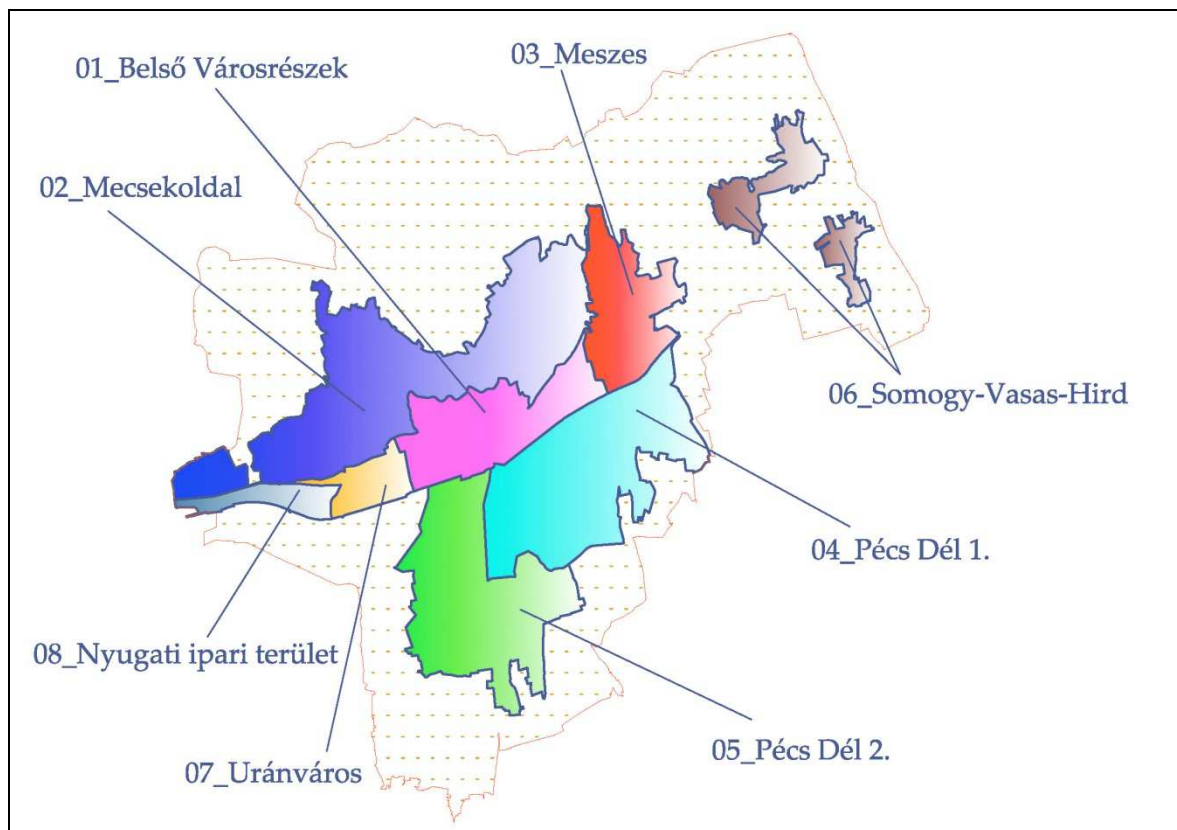 01_Belső Városrészek
03_Meszes
02_Mecsekoldal
06_Somogy-Vasas-Hird
04_Pécs Dél 1.
08_Nyugati ipari terület
05_Pécs Dél 2.
07_Uránváros